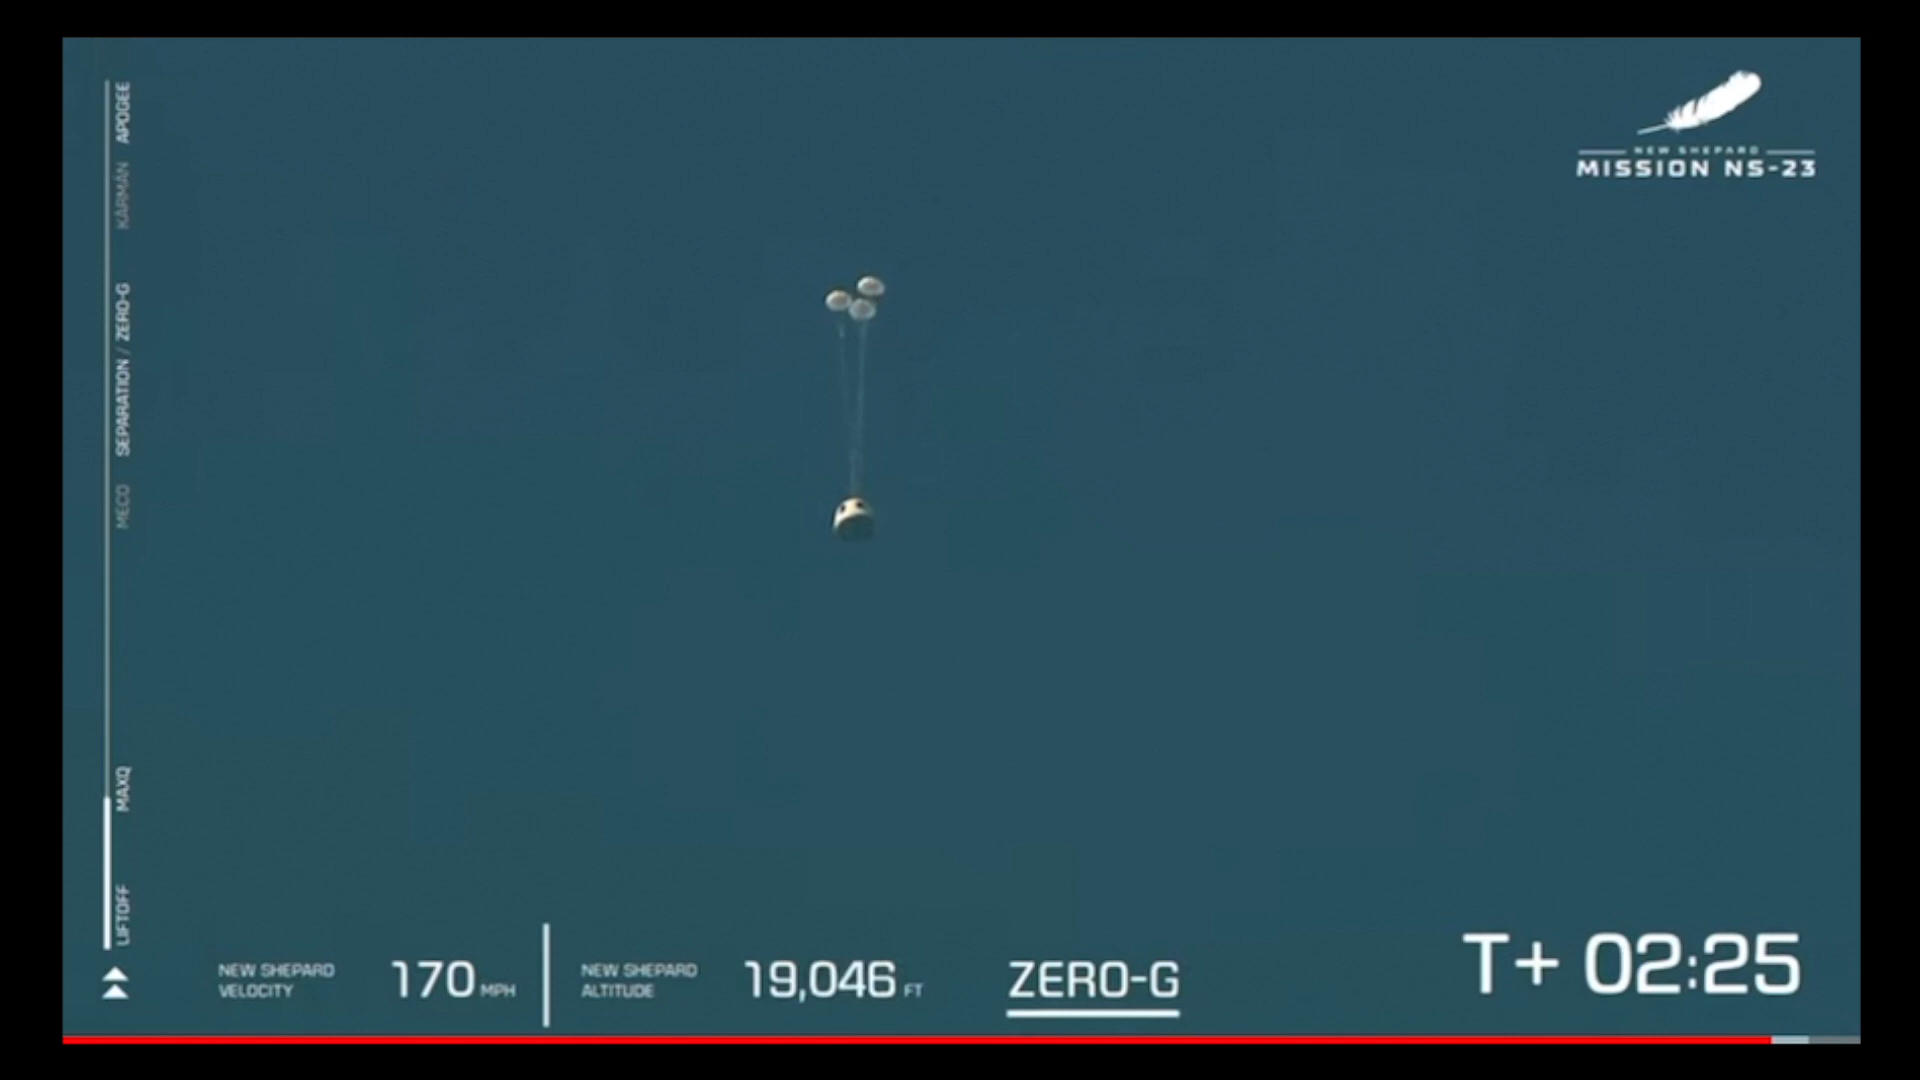 NEW SHEPARD
MISSION NS-23
APOGEE
KÁRMÁN
SEPARATION / ZERO-G
MECO
MAXQ
LIFTOFF
NEW SHEPARD
VELOCITY
170 MPH
NEW SHEPARD
ALTITUDE
19,046 FT
ZERO-G
T+ 02:25